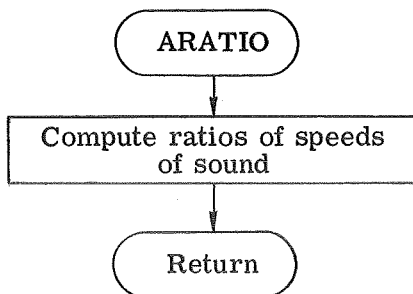 ARATIO
Compute ratios of speeds
of sound
Return